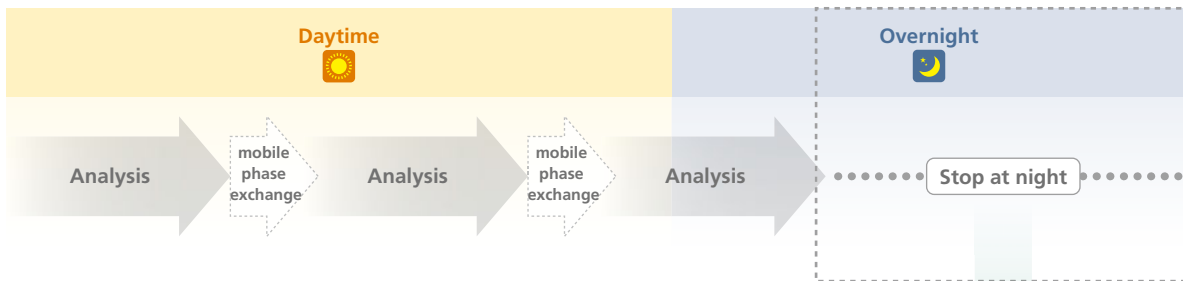 Daytime
Overnight
Analysis
mobile
phase
exchange
Analysis
mobile
phase
exchange
Analysis
Stop at night